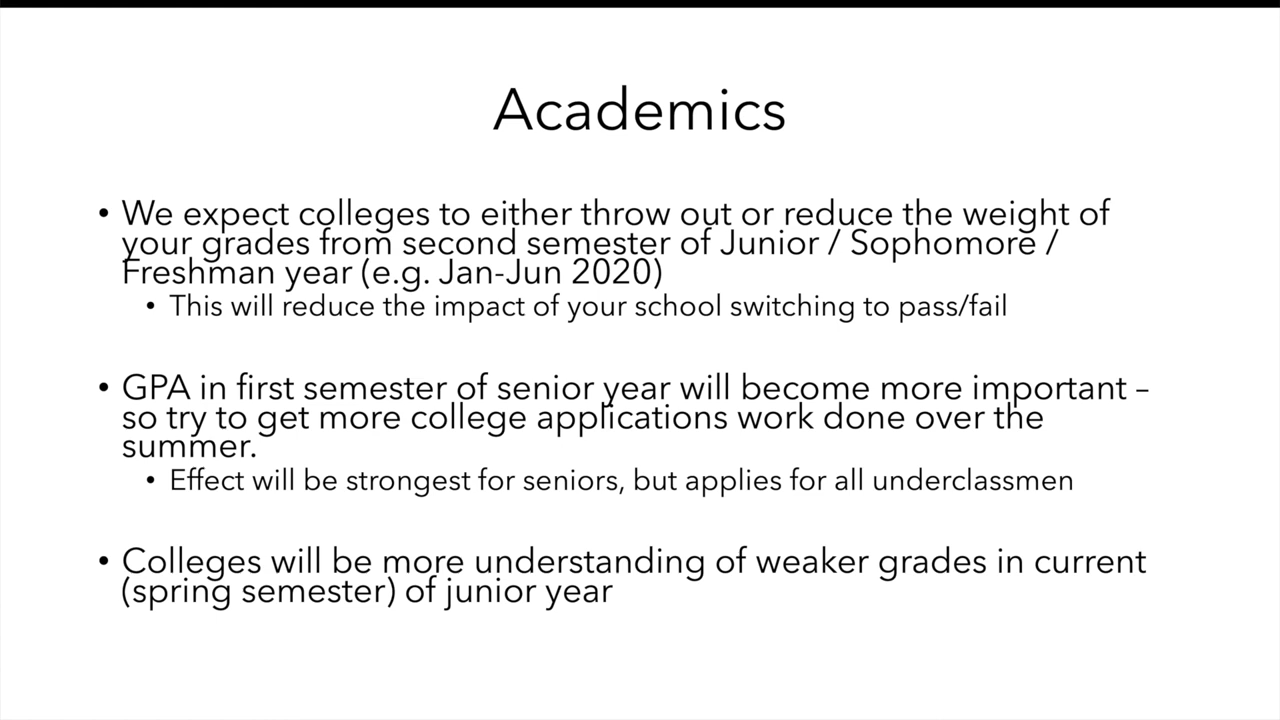 Academics
• We expect colleges to either throw out or reduce the weight of
your grades from second semester of Junior / Sophomore /
Freshman year (e.g. Jan-Jun 2020)
• This will reduce the impact of your school switching to pass/fail
• GPA in first semester of senior year will become more important –
so try to get more college applications work done over the
summer.
• Effect will be strongest for seniors, but applies for all underclassmen
• Colleges will be more understanding of weaker grades in current
(spring semester) of junior year